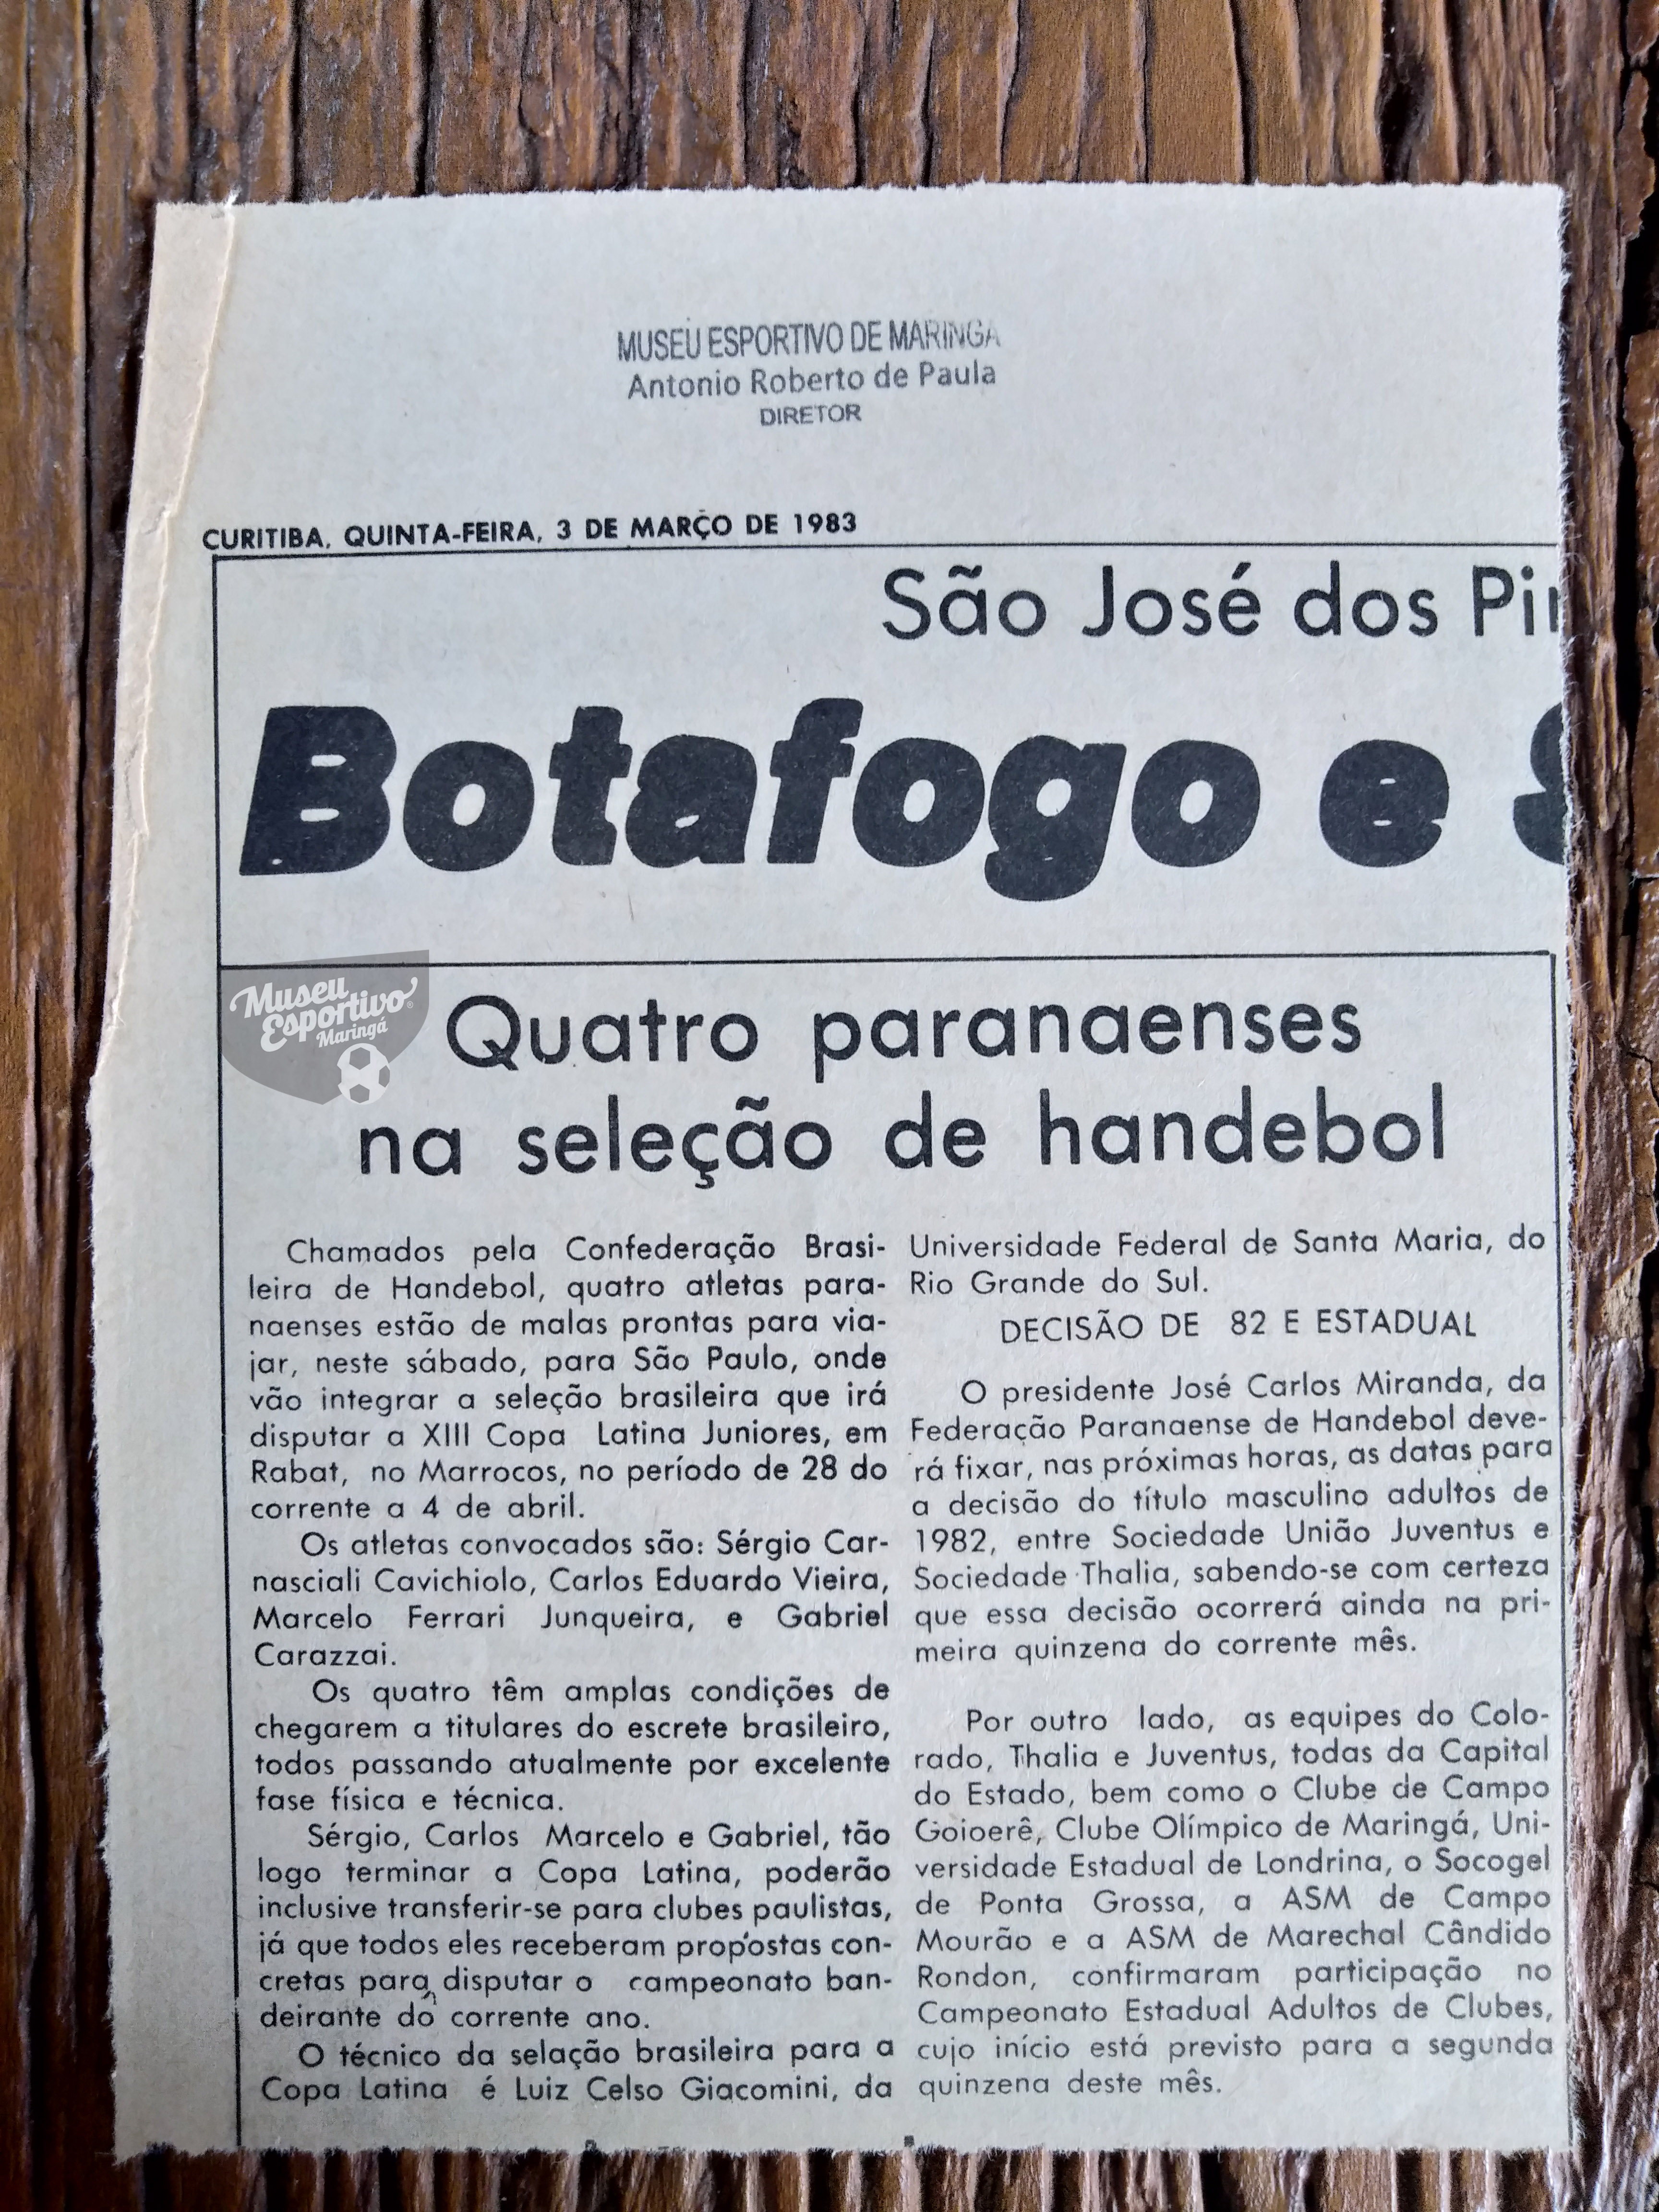 MUSEU ESPORTIVO DE MARINGÁ
Antonio Roberto de Paula
DIRETOR
CURITIBA, QUINTA-FEIRA, 3 DE MARÇO DE 1983
São José dos
Botafogo e
Museu
Esportivo
Maringá
Quatro paranaenses
na seleção de handebol
Chamados pela Confederação Brasi-
leira de Handebol, quatro atletas para-
naenses estão de malas prontas para via-
jar, neste sábado, para São Paulo, onde
vão integrar a seleção brasileira que irá
disputar a XIII Copa Latina Juniores, em
Rabat, no Marrocos, no período de 28 do
corrente a 4 de abril.
Os atletas convocados são: Sérgio Car-
nasciali Cavichiolo, Carlos Eduardo Vieira,
Marcelo Ferrari Junqueira, e Gabriel
Carazzai.
Os quatro têm amplas condições de
chegarem a titulares do escrete brasileiro,
todos passando atualmente por excelente
fase física e técnica.
Sérgio, Carlos Marcelo e Gabriel, tão
logo terminar a Copa Latina, poderão
inclusive transferir-se para clubes paulistas,
já que todos eles receberam propostas con-
cretas para disputar o campeonato ban-
deirante do corrente ano.
O técnico da selação brasileira para a
Copa Latina é Luiz Celso Giacomini, da
Universidade Federal de Santa Maria, do
Rio Grande do Sul.
DECISÃO DE 82 E ESTADUAL
O presidente José Carlos Miranda, da
Federação Paranaense de Handebol deve-
rá fixar, nas próximas horas, as datas para
a decisão do título masculino adultos de
1982, entre Sociedade União Juventus e
Sociedade Thalia, sabendo-se com certeza
que essa decisão ocorrerá ainda na pri-
meira quinzena do corrente mês.
Por outro lado, as equipes do Colo-
rado, Thalia e Juventus, todas da Capital
do Estado, bem como o Clube de Campo
Goioerê, Clube Olímpico de Maringá, Uni-
versidade Estadual de Londrina, o Socogel
de Ponta Grossa, a ASM de Campo
Mourão e a ASM de Marechal Cândido
Rondon, confirmaram participação no
Campeonato Estadual Adultos de Clubes,
cujo início está previsto para a segunda
quinzena deste mês.